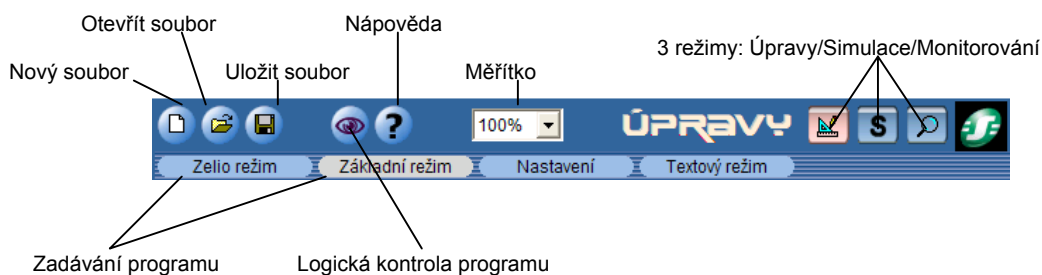 Otevřít soubor Nápověda
3 režimy: Úpravy/Simulace/Monitorování
Nový soubor Uložit soubor Měřítko
? 100% ÚPRAVY S
Zelio režim Základní režim Nastavení Textový režim
Zadávání programu Logická kontrola programu